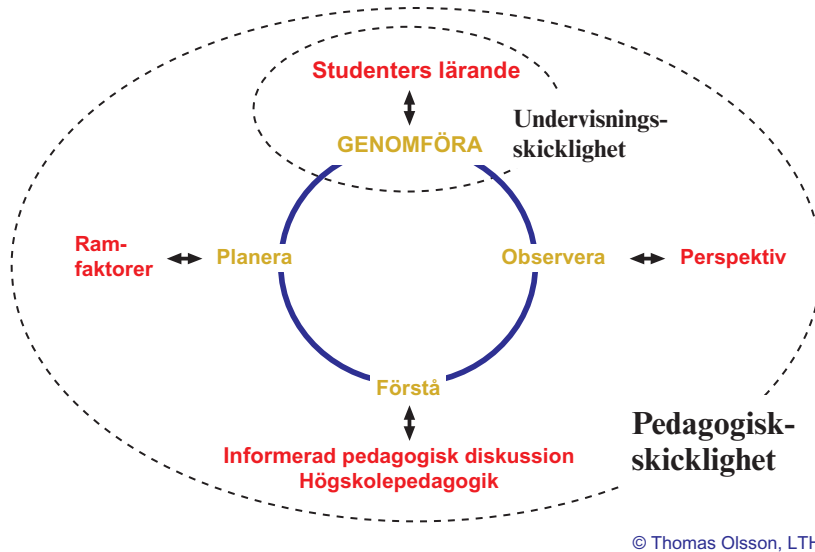 Studenters lärande
GENOMFÖRA
Undervisnings-
skicklighet
Ram-
faktorer
Planera
Observera
Perspektiv
Förstå
Informerad pedagogisk diskussion
Högskolepedagogik
Pedagogisk-
skicklighet
© Thomas Olsson, LTH